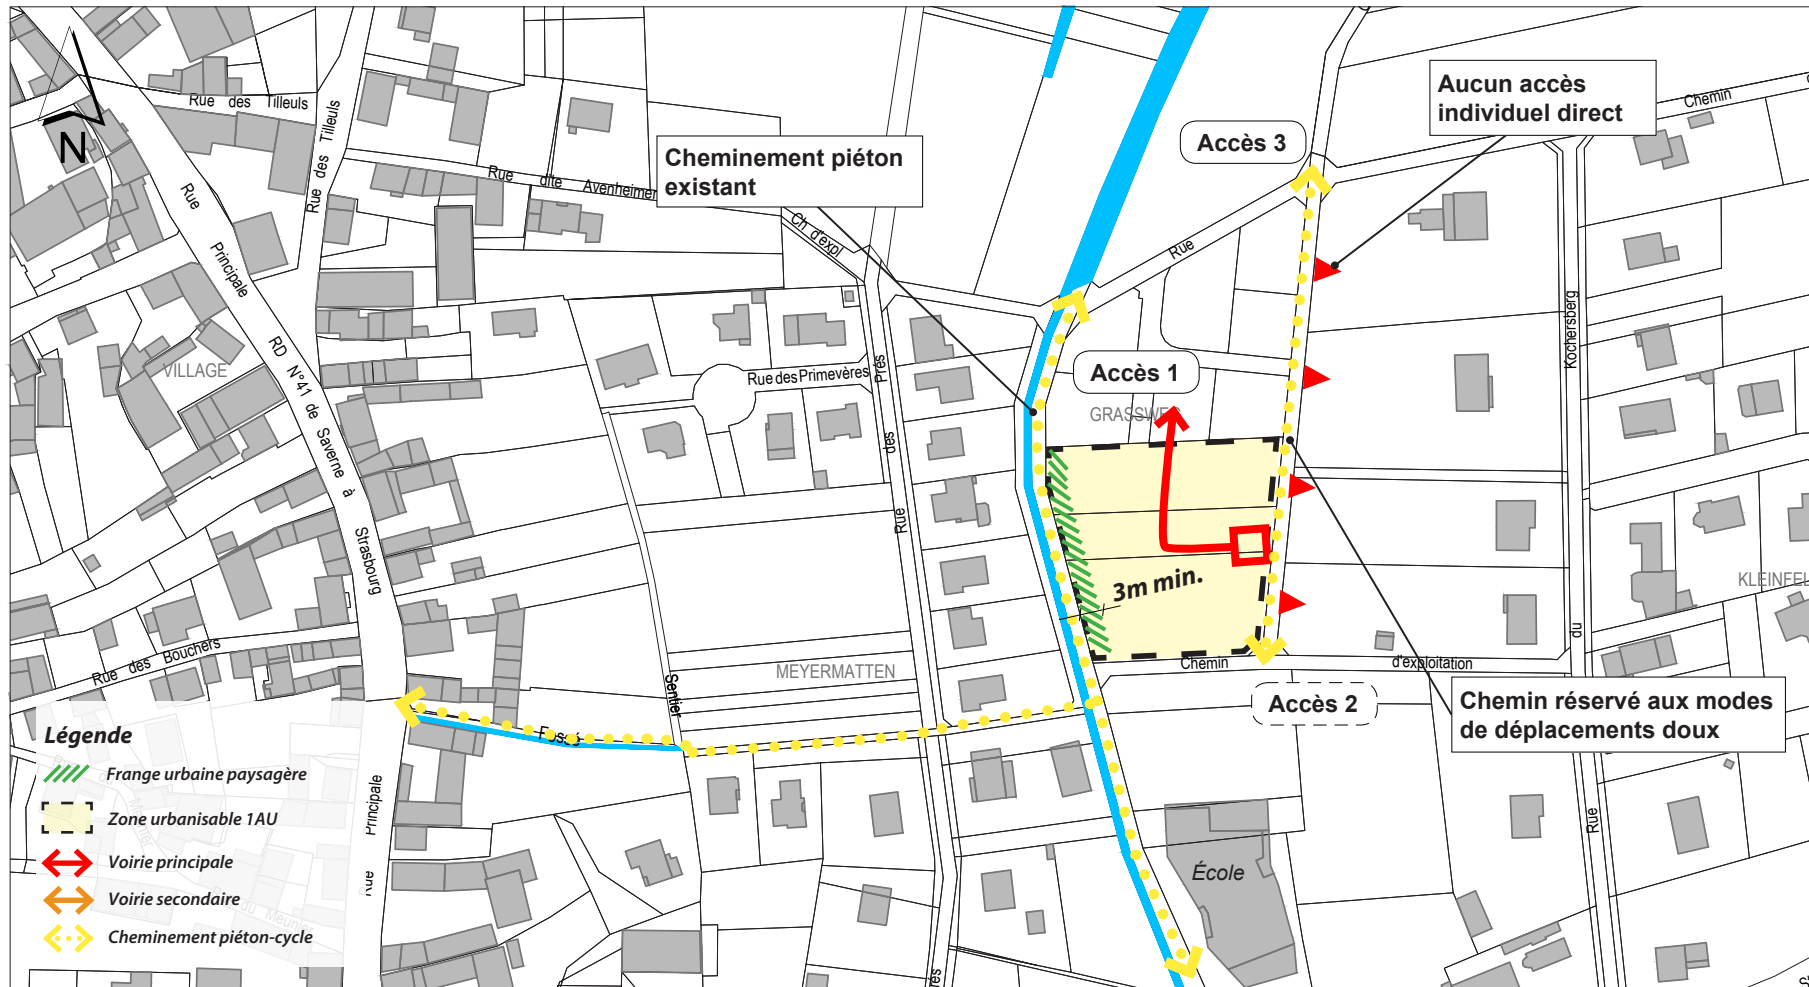 Rue des Tilleuls
Rue des Tilleuls
N
Rue
Principale
RD N°41 de Saverne à
Strasbourg
VILLAGE
Rue dite Avenheimer
Ch d'expl
Cheminement piéton
existant
Accès 3
Aucun accès
individuel direct
Chemin
Rue
Kochersberg
du
Rue
Accès 1
GRASSWEG
Rue des Primevères
Prés
des
Rue
3m min.
KLEINFEL
Rue des Bouchers
MEYERMATTEN
Sentier
Chemin
d'exploitation
Accès 2
Chemin réservé aux modes
de déplacements doux
Fossé
Principale
Rue
École
Légende
Frange urbaine paysagère
Zone urbanisable 1AU
Voirie principale
Voirie secondaire
Cheminement piéton-cycle